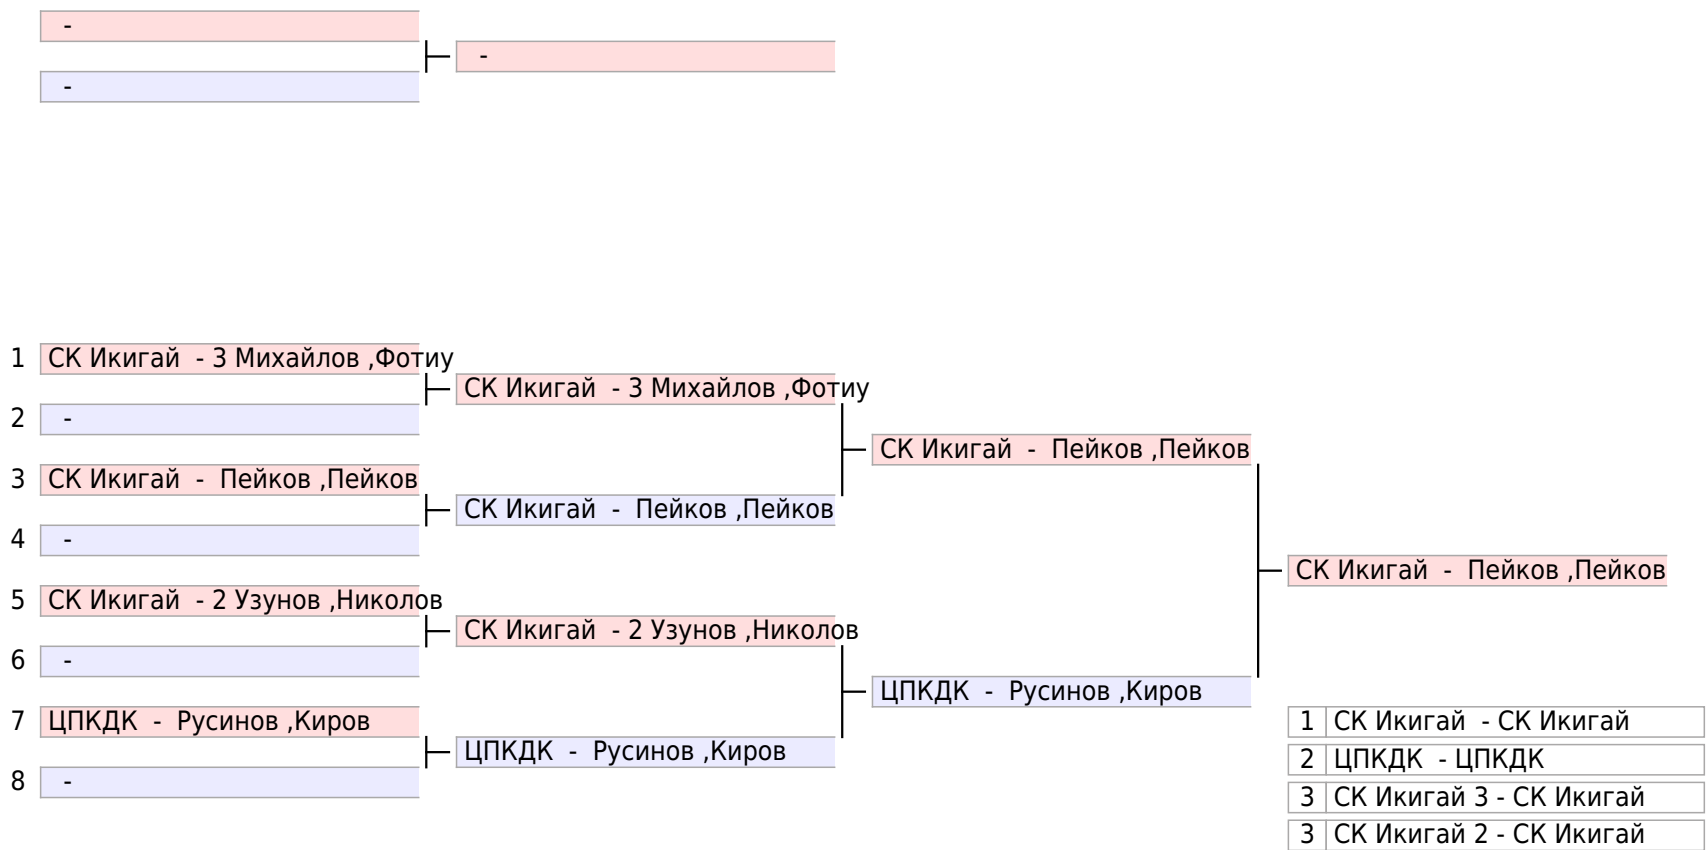 -
-
-
1 СК Икигай - 3 Михайлов ,Фотиу
СК Икигай - 3 Михайлов ,Фотиу
2 -
СК Икигай - Пейков ,Пейков
3 СК Икигай - Пейков ,Пейков
СК Икигай - Пейков ,Пейков
4 -
СК Икигай - Пейков ,Пейков
5 СК Икигай - 2 Узунов ,Николов
СК Икигай - 2 Узунов ,Николов
6 -
ЦПКДК - Русинов ,Киров
7 ЦПКДК - Русинов ,Киров
1 СК Икигай - СК Икигай
ЦПКДК - Русинов ,Киров
2 ЦПКДК - ЦПКДК
8 -
3 СК Икигай 3 - СК Икигай
3 СК Икигай 2 - СК Икигай